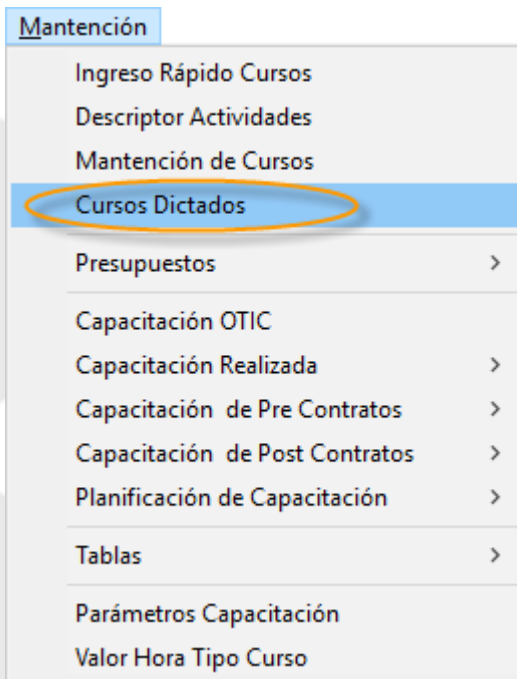 Mantención
Ingreso Rápido Cursos
Descriptor Actividades
Mantención de Cursos
Cursos Dictados
Presupuestos
Capacitación OTIC
Capacitación Realizada
Capacitación  de Pre Contratos
Capacitación  de Post Contratos
Planificación de Capacitación
Tablas
Parámetros Capacitación
Valor Hora Tipo Curso